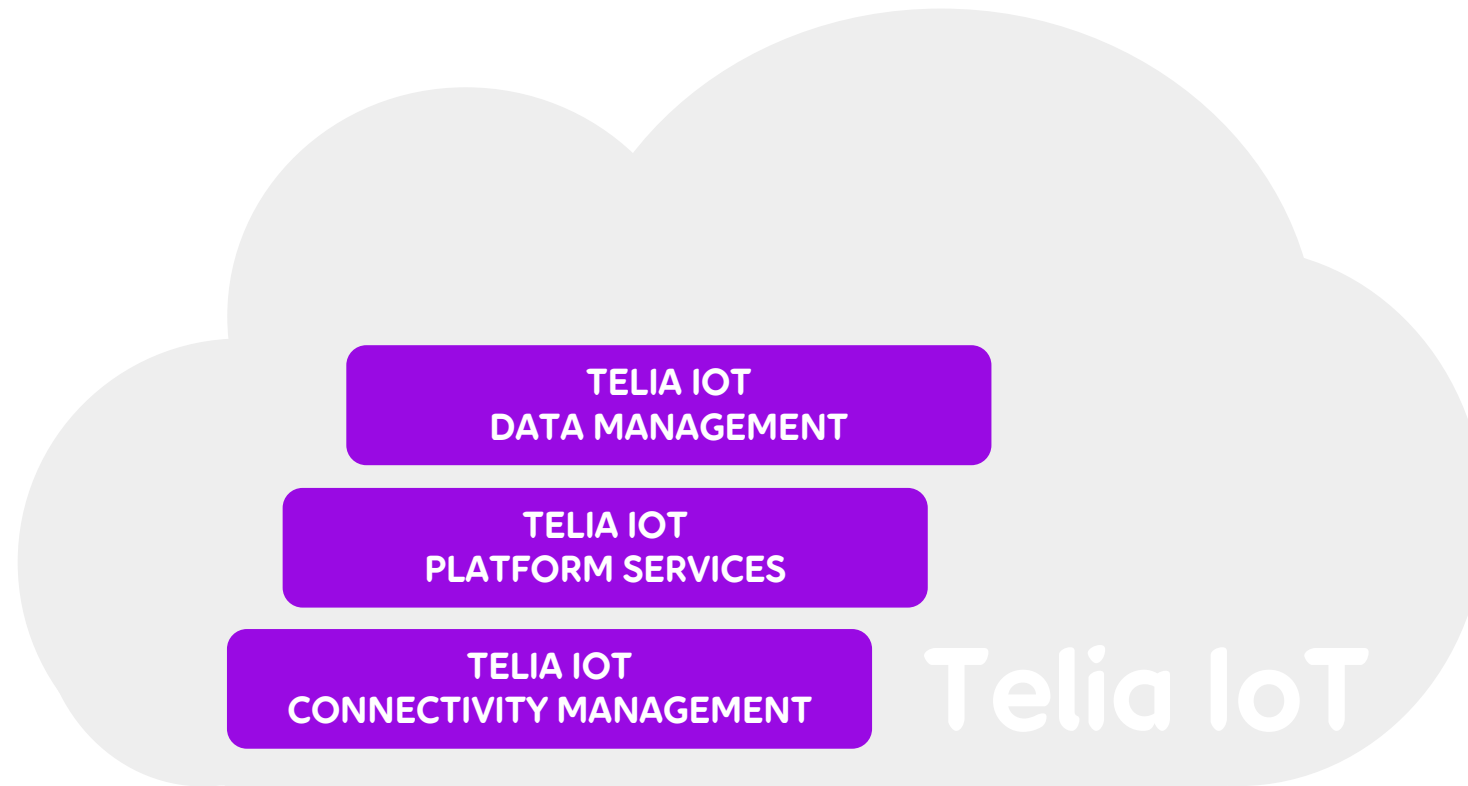 TELIA IOT
DATA MANAGEMENT
TELIA IOT
PLATFORM SERVICES
TELIA IOT
CONNECTIVITY MANAGEMENT
Telia IoT